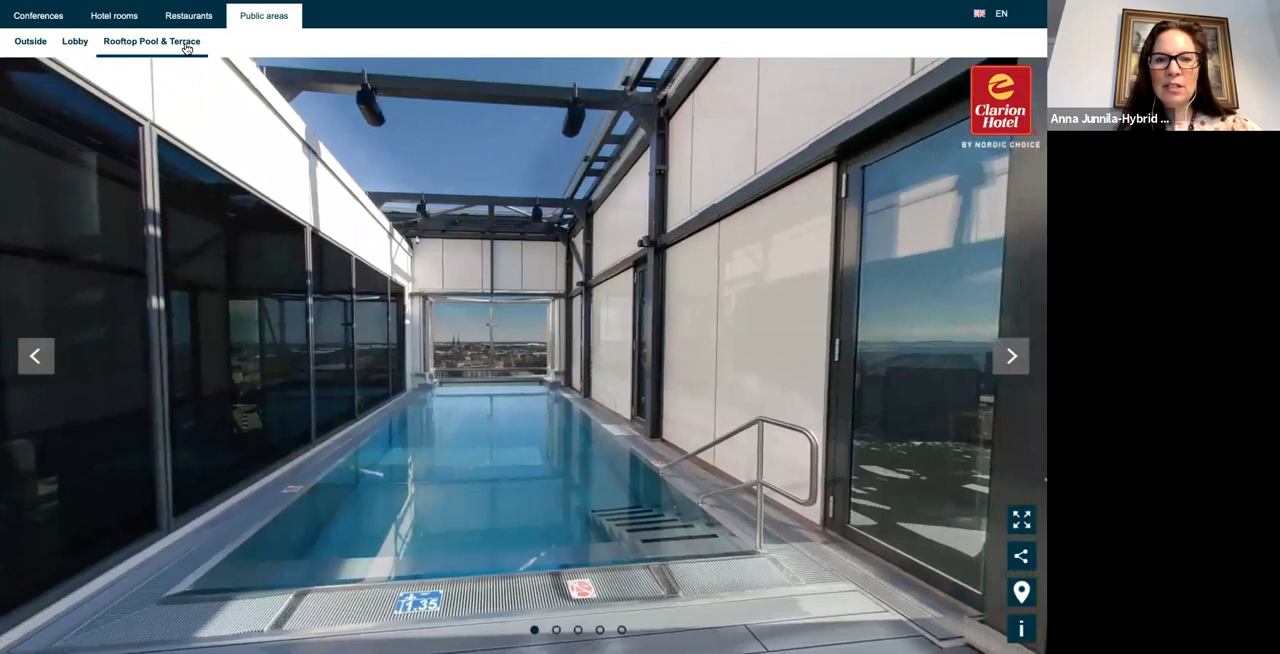 Conferences
Hotel rooms
Restaurants
Public areas
EN
Outside
Lobby
Rooftop Pool & Terrace
Clarion
Hotel
BY NORDIC CHOICE
Anna Junnila-Hybrid ...
1.35